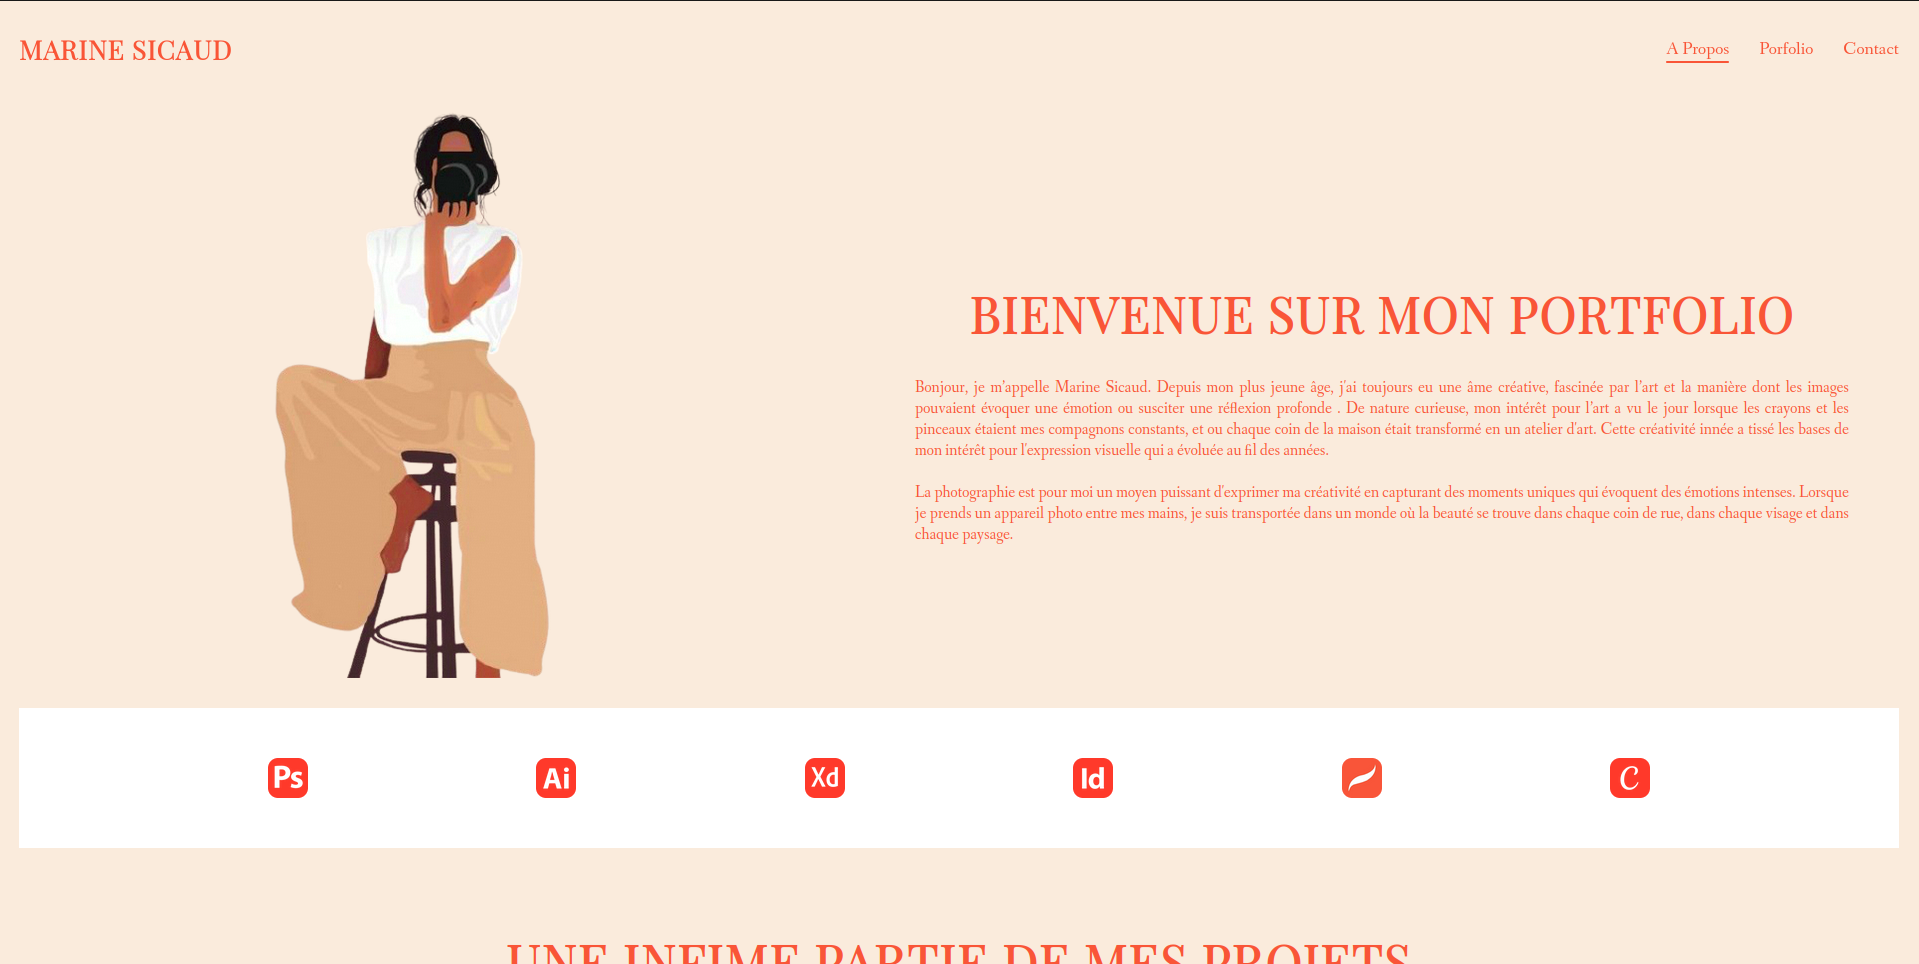 MARINE SICAUD
A Propos Porfolio Contact
BIENVENUE SUR MON PORTFOLIO
Bonjour, je m'appelle Marine Sicaud. Depuis mon plus jeune âge, j'ai toujours eu une âme créative, fascinée par l'art et la manière dont les images
pouvaient évoquer une émotion ou susciter une réflexion profonde . De nature curieuse, mon intérêt pour l'art a vu le jour lorsque les crayons et les
pinceaux étaient mes compagnons constants, et ou chaque coin de la maison était transformé en un atelier d'art. Cette créativité innée a tissé les bases de
mon intérêt pour l'expression visuelle qui a évoluée au fil des années.
La photographie est pour moi un moyen puissant d'exprimer ma créativité en capturant des moments uniques qui évoquent des émotions intenses. Lorsque
je prends un appareil photo entre mes mains, je suis transportée dans un monde où la beauté se trouve dans chaque coin de rue, dans chaque visage et dans
chaque paysage.
Ps Ai Xd Id C
UNE INFIME PARTIE DE MES PROJETS